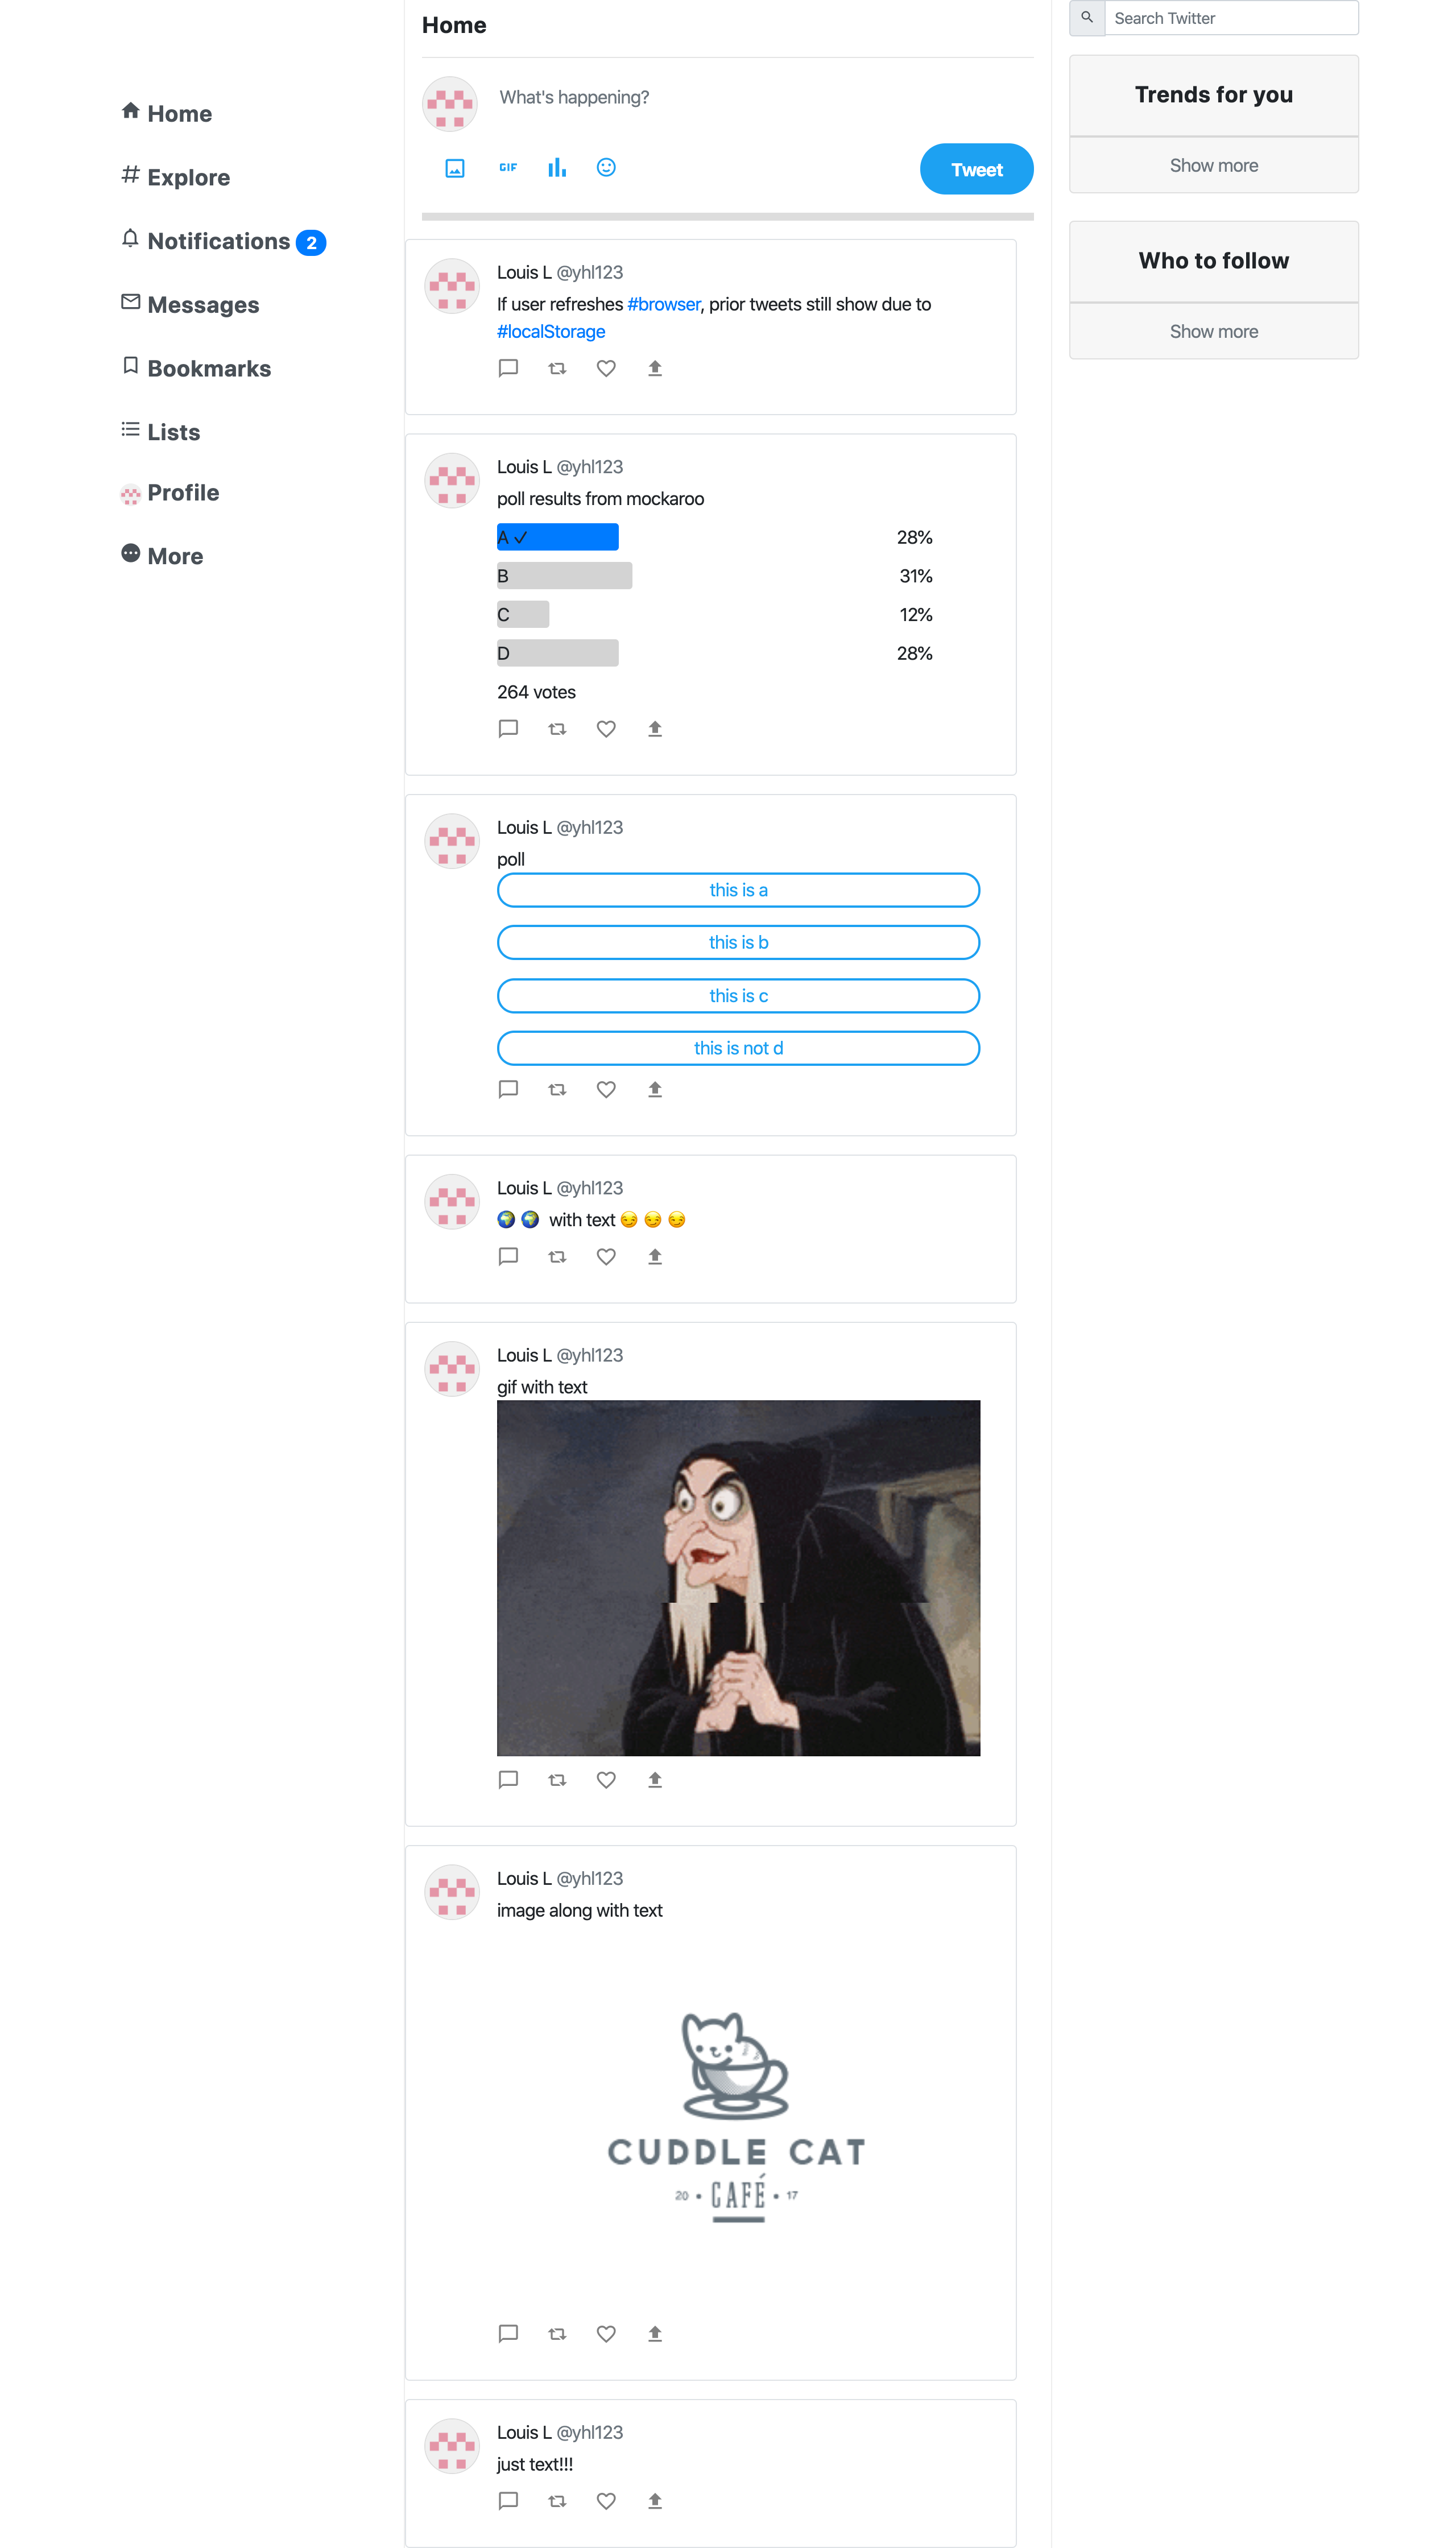 Home
Explore
Notifications 2
Messages
Bookmarks
Lists
Profile
More
Home
What's happening?
GIF
Tweet
Louis L @yhl123
If user refreshes #browser, prior tweets still show due to
#localStorage
Louis L @yhl123
poll results from mockaroo
A ✓ 28%
B 31%
C 12%
D 28%
264 votes
Louis L @yhl123
poll
this is a
this is b
this is c
this is not d
Louis L @yhl123
🌍 🌍 with text 😏 😏 😏
Louis L @yhl123
gif with text
Louis L @yhl123
image along with text
CUDDLE CAT
20 • CAFÉ • 17
Louis L @yhl123
just text!!!
Search Twitter
Trends for you
Show more
Who to follow
Show more